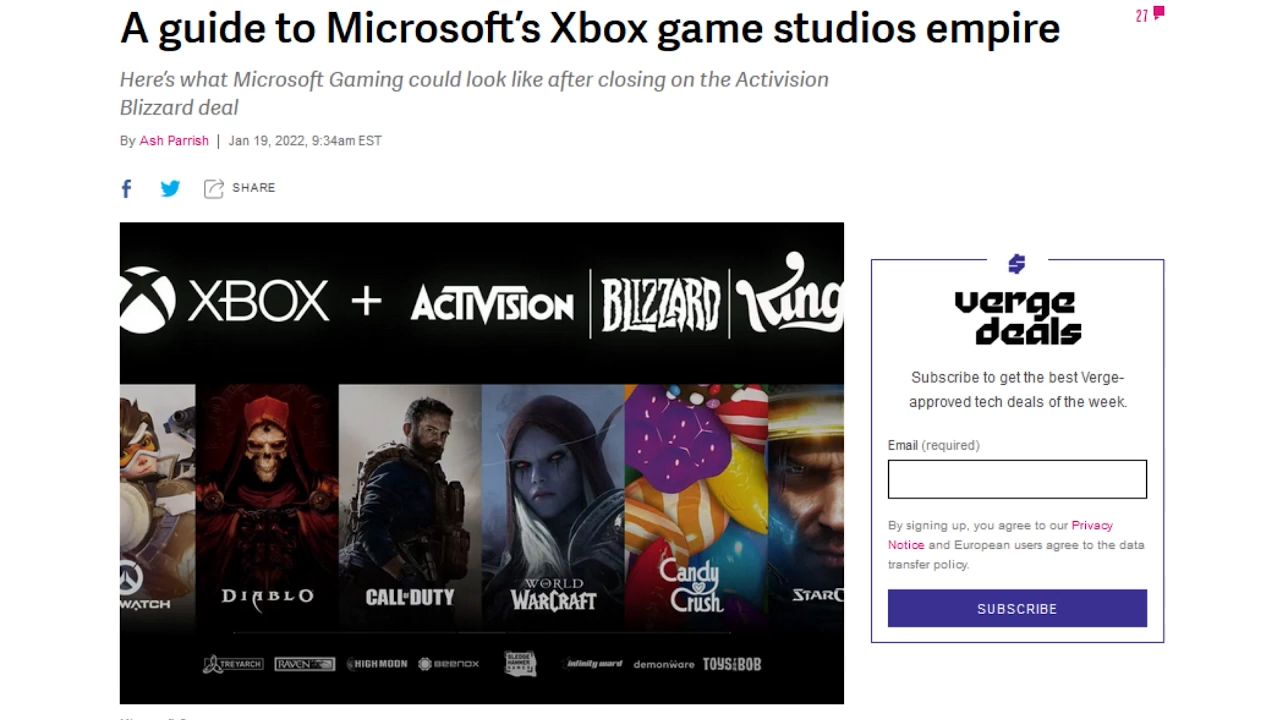 A guide to Microsoft's Xbox game studios empire
27
Here's what Microsoft Gaming could look like after closing on the Activision
Blizzard deal
By Ash Parrish | Jan 19, 2022, 9:34am EST
SHARE
XBOX + ACTIVISION | BLIZZARD | King
WATCH
DIABLO
CALL OF DUTY
WORLD
WARCRAFT
Candy
Crush
STARC
TREYARCH RAVEN HIGH MOON BEENOX SLEDGEHAMMER GAMES infinity ward demonware TOYS FOR BOB
verge
deals
Subscribe to get the best Verge-
approved tech deals of the week.
Email (required)
By signing up, you agree to our Privacy
Notice and European users agree to the data
transfer policy.
SUBSCRIBE